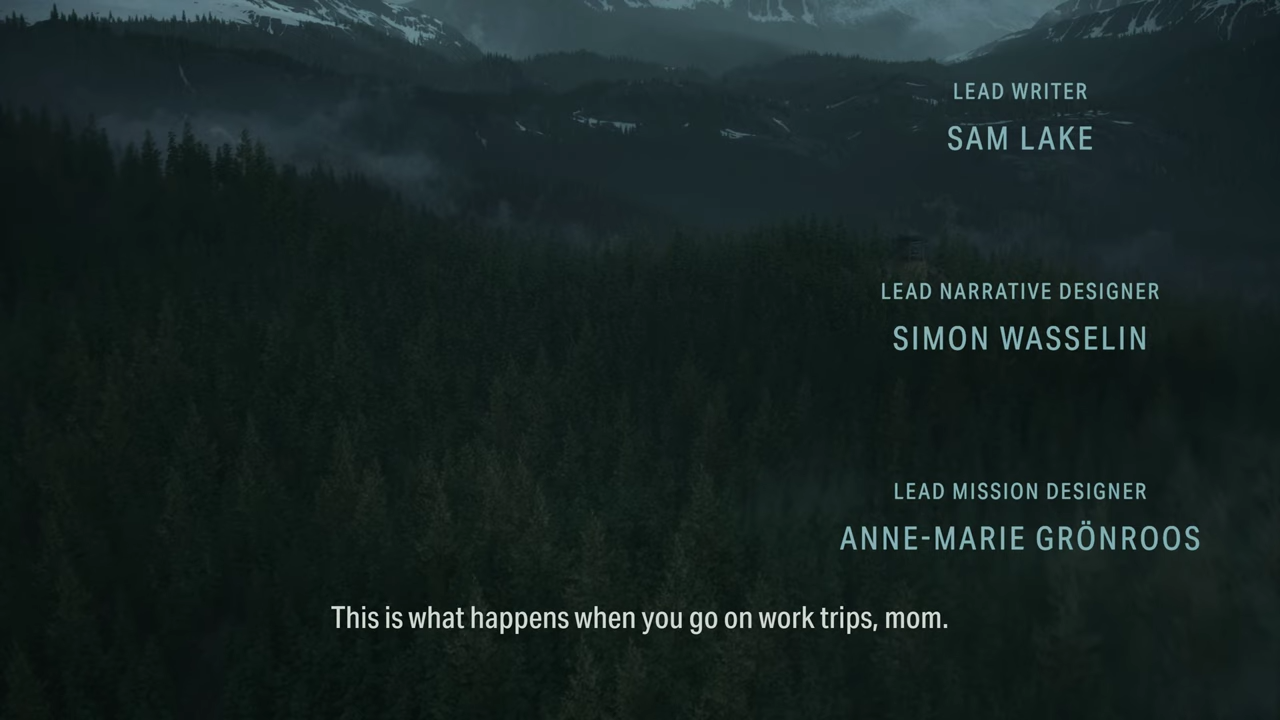 LEAD WRITER
SAM LAKE
LEAD NARRATIVE DESIGNER
SIMON WASSELIN
LEAD MISSION DESIGNER
ANNE-MARIE GRÖNROOS
This is what happens when you go on work trips, mom.